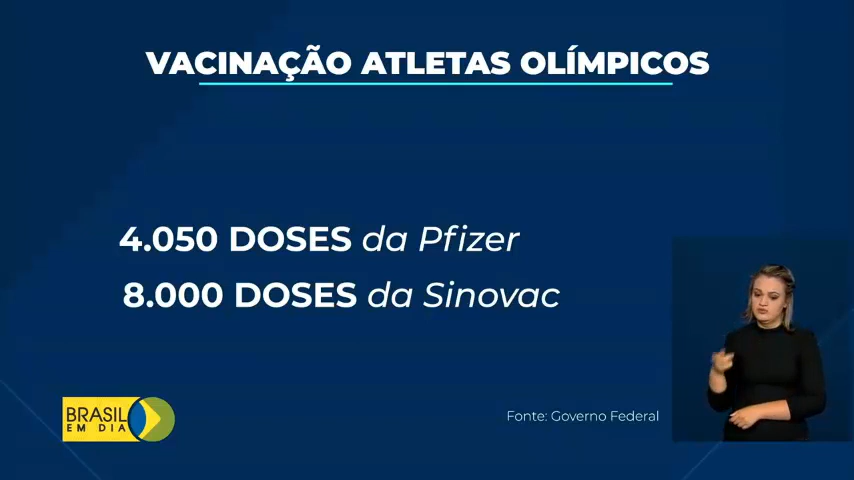 VACINAÇÃO ATLETAS OLÍMPICOS
4.050 DOSES da Pfizer
8.000 DOSES da Sinovac
Fonte: Governo Federal
BRASIL
EM DIA